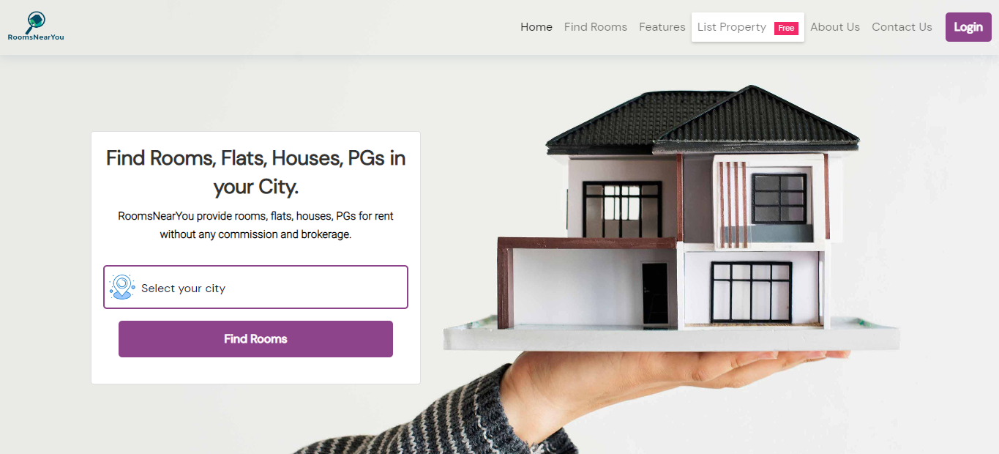 RoomsNearYou
Home Find Rooms Features List Property Free About Us Contact Us Login
Find Rooms, Flats, Houses, PGs in
your City.
RoomsNearYou provide rooms, flats, houses, PGs for rent
without any commission and brokerage.
Select your city
Find Rooms